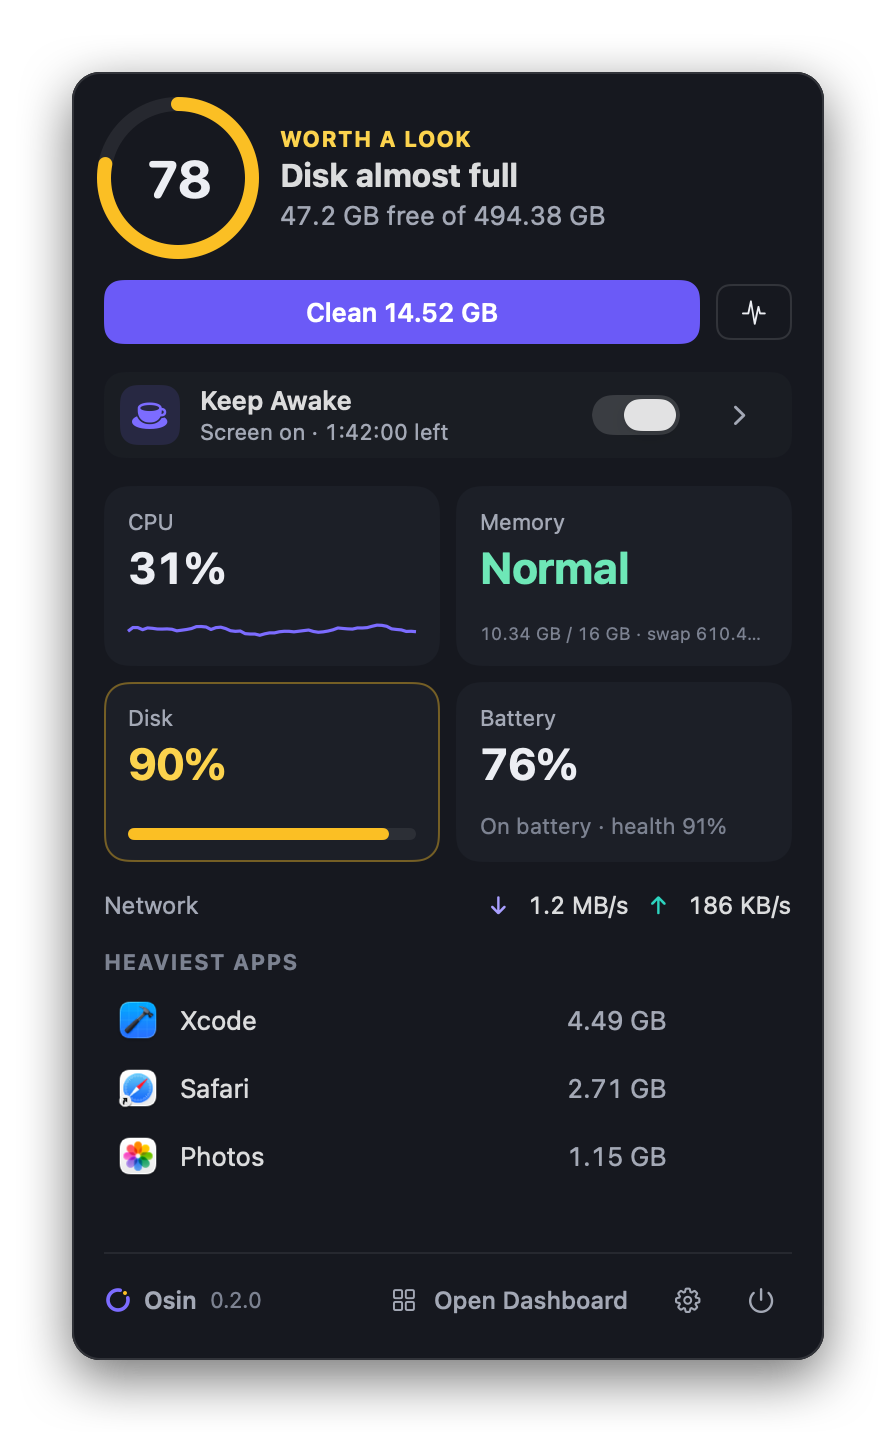 78
WORTH A LOOK
Disk almost full
47.2 GB free of 494.38 GB
Clean 14.52 GB
Keep Awake
Screen on · 1:42:00 left
CPU
31%
Memory
Normal
10.34 GB / 16 GB · swap 610.4...
Disk
90%
Battery
76%
On battery · health 91%
Network ↓ 1.2 MB/s ↑ 186 KB/s
HEAVIEST APPS
Xcode 4.49 GB
Safari 2.71 GB
Photos 1.15 GB
Osin 0.2.0 Open Dashboard